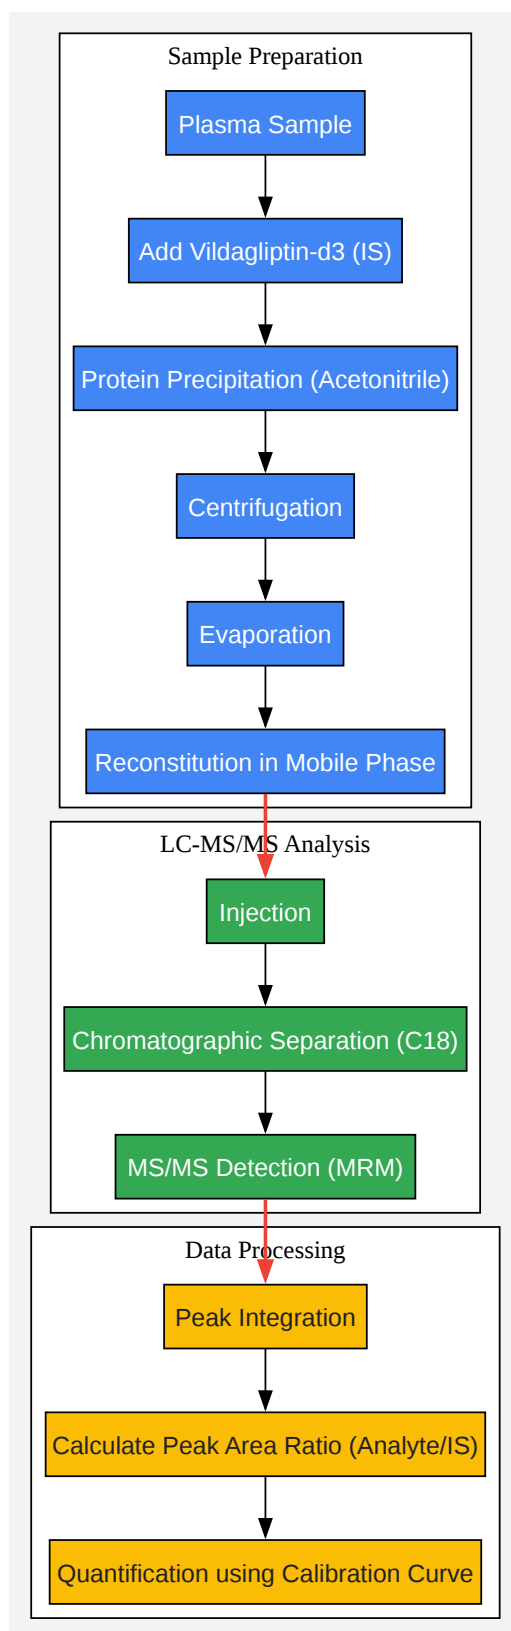 Sample Preparation
Plasma Sample
Add Vildagliptin-d3 (IS)
Protein Precipitation (Acetonitrile)
Centrifugation
Evaporation
Reconstitution in Mobile Phase
LC-MS/MS Analysis
Injection
Chromatographic Separation (C18)
MS/MS Detection (MRM)
Data Processing
Peak Integration
Calculate Peak Area Ratio (Analyte/IS)
Quantification using Calibration Curve